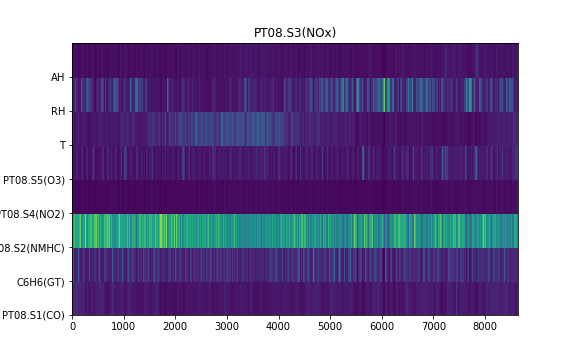 PT08.S3(NOx)
AH
RH
T
PT08.S5(O3)
PT08.S4(NO2)
08.S2(NMHC)
C6H6(GT)
PT08.S1(CO)
0 1000 2000 3000 4000 5000 6000 7000 8000